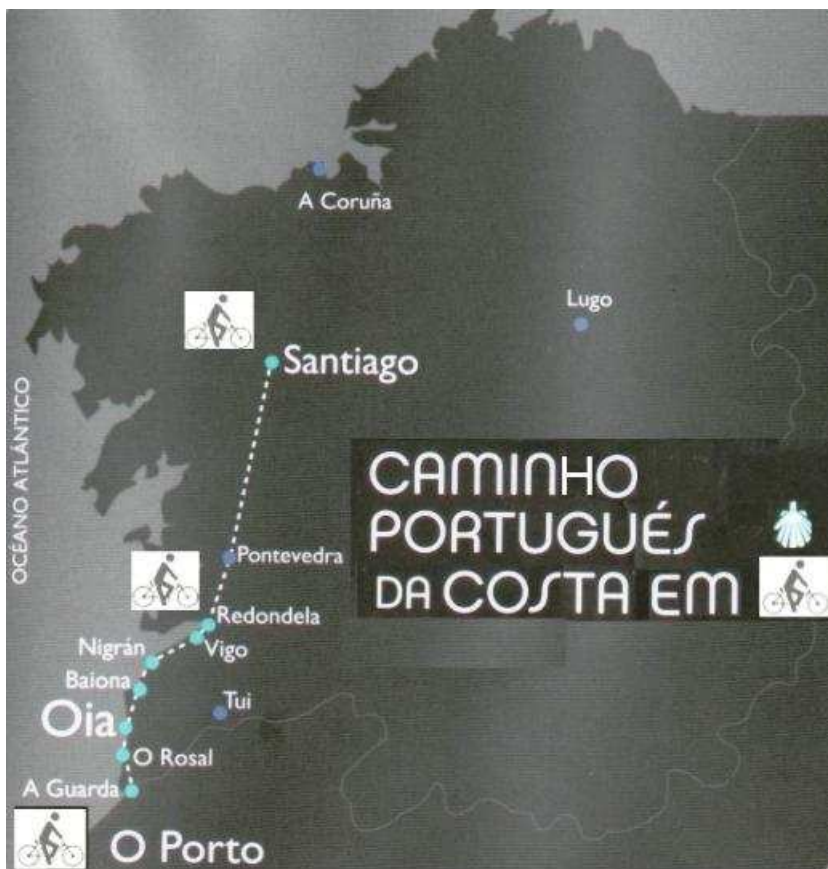 A Coruña
Lugo
Santiago
OCÉANO ATLÁNTICO
CAMINHO
PORTUGUÉS
DA COSTA EM
Pontevedra
Redondela
Vigo
Nigrán
Baiona
Tui
Oia
O Rosal
A Guarda
O Porto